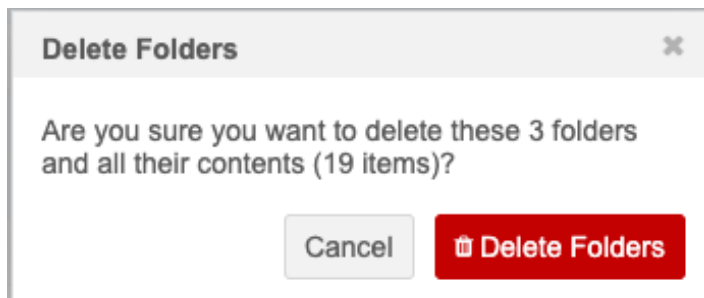 Delete Folders
Are you sure you want to delete these 3 folders
and all their contents (19 items)?
Cancel
Delete Folders